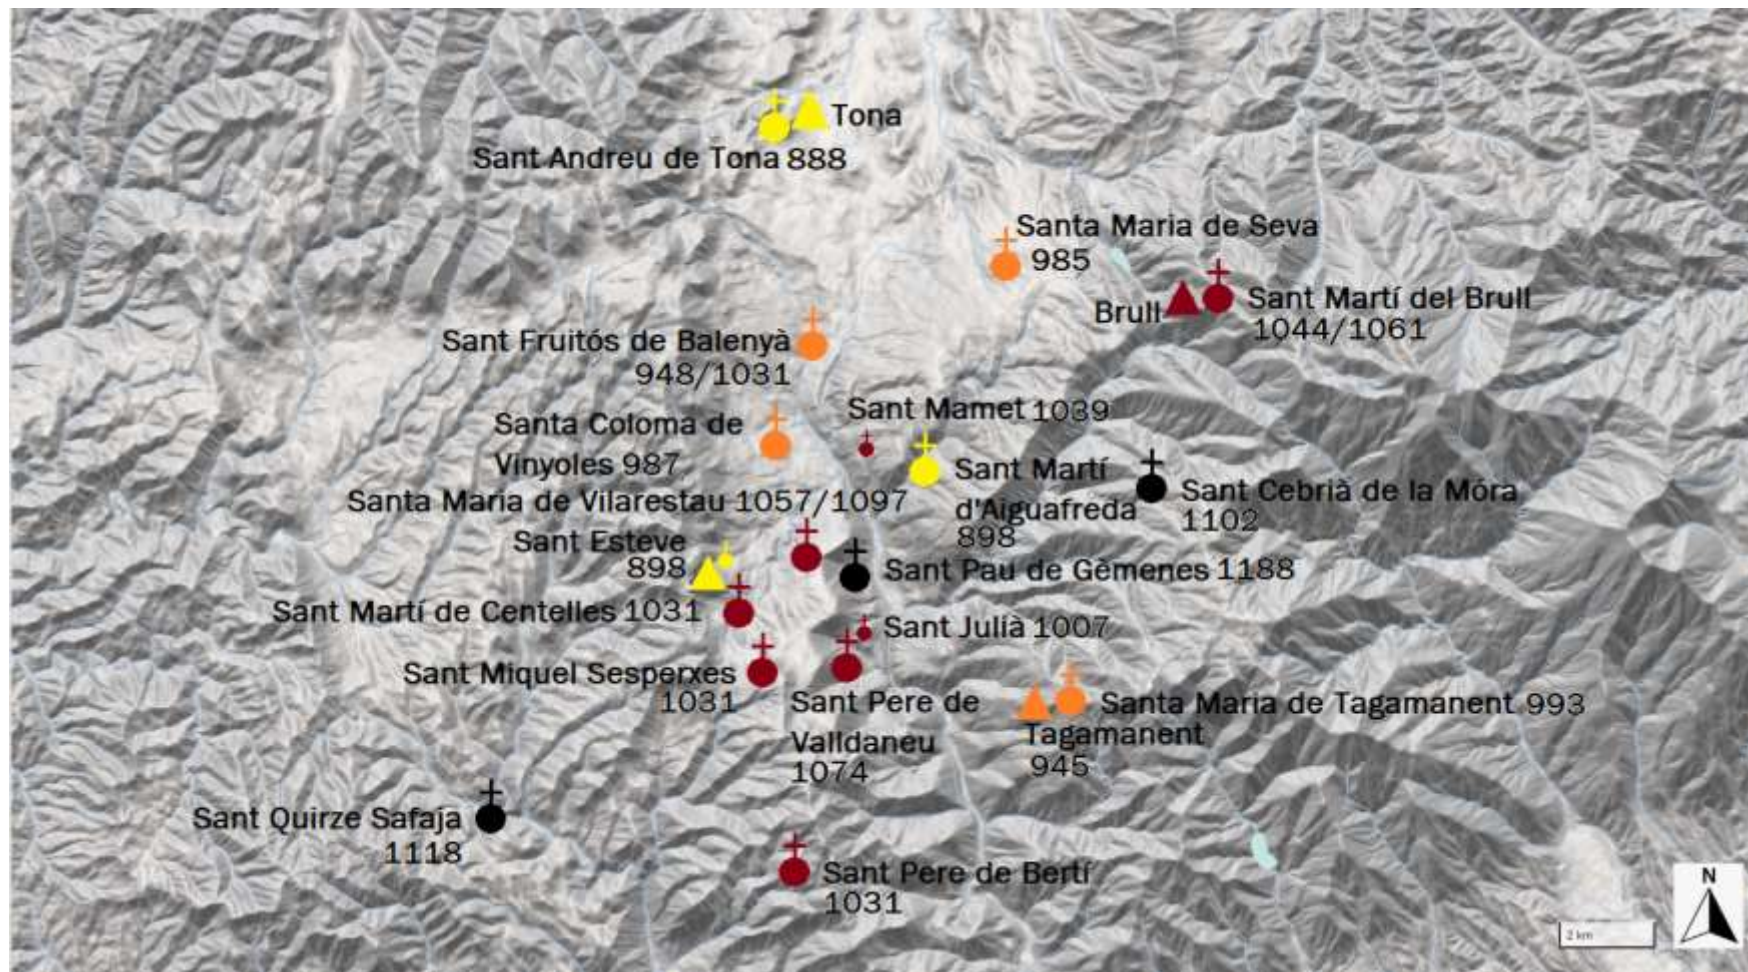 Tona
Sant Andreu de Tona 888
Santa Maria de Seva
985
Brull
Sant Martí del Brull
1044/1061
Sant Fruitós de Balenyà
948/1031
Sant Mamet 1039
Santa Coloma de
Vinyoles 987
Sant Martí
d'Aiguafreda
898
Sant Cebrià de la Móra
1102
Santa Maria de Vilarestau 1057/1097
Sant Esteve
898
Sant Pau de Gèmenes 1188
Sant Martí de Centelles 1031
Sant Julià 1007
Sant Miquel Sesperxes
1031
Sant Pere de
Valldaneu
1074
Santa Maria de Tagamanent 993
Tagamanent
945
Sant Quirze Safaja
1118
Sant Pere de Bertí
1031
N
2 km